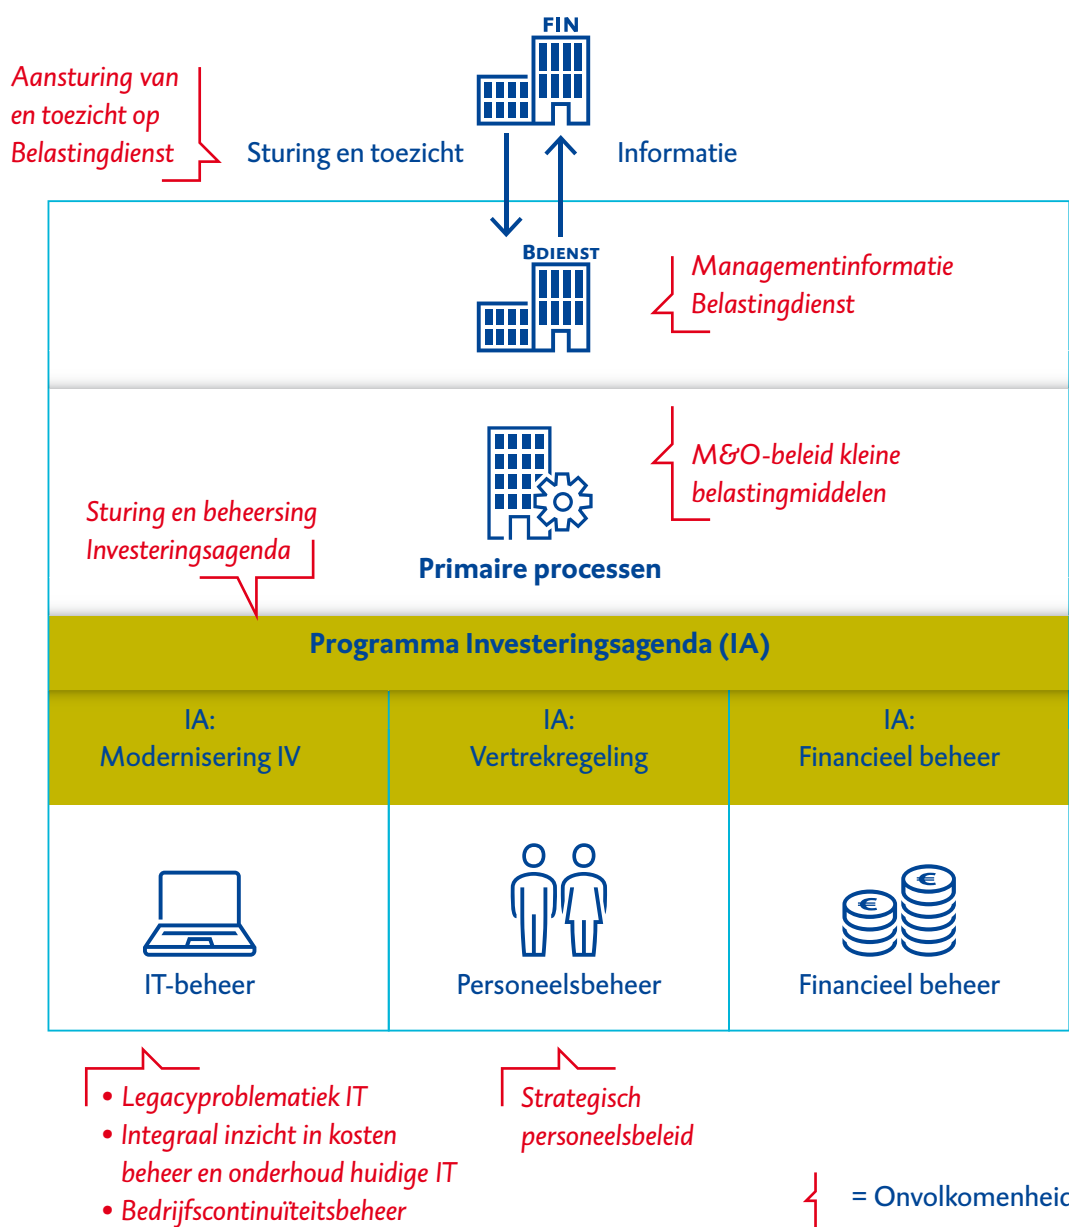 FIN
Aansturing van
en toezicht op
Belastingdienst
Sturing en toezicht
Informatie
BDIENST
Managementinformatie
Belastingdienst
M&O-beleid kleine
belastingmiddelen
Sturing en beheersing
Investeringsagenda
Primaire processen
Programma Investeringsagenda (IA)
IA:
Modernisering IV
IA:
Vertrekregeling
IA:
Financieel beheer
IT-beheer
Personeelsbeheer
Financieel beheer
• Legacyproblematiek IT
• Integraal inzicht in kosten
beheer en onderhoud huidige IT
• Bedrijfscontinuïteitsbeheer
Strategisch
personeelsbeleid
= Onvolkomenheid